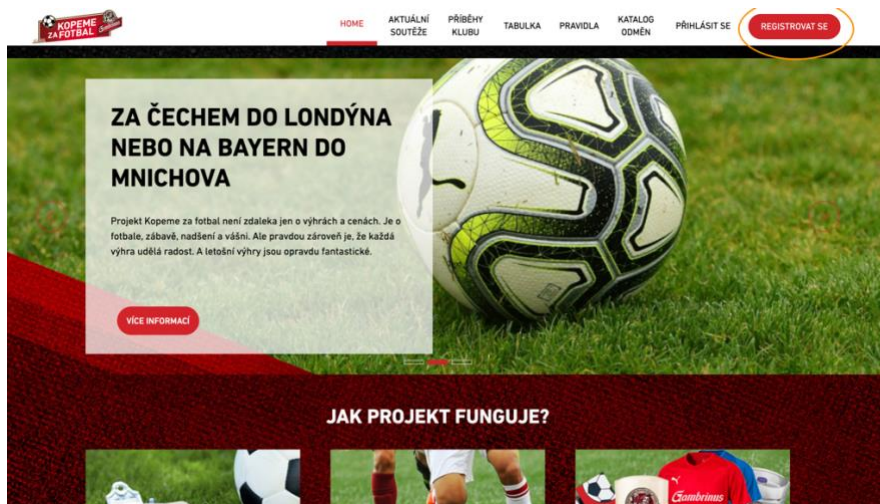 KOPEME
ZA FOTBAL
Gambrinus
HOME
AKTUÁLNÍ
SOUTĚŽE
PŘÍBĚHY
KLUBU
TABULKA
PRAVIDLA
KATALOG
ODMĚN
PŘIHLÁSIT SE
REGISTROVAT SE
ZA ČECHEM DO LONDÝNA
NEBO NA BAYERN DO
MNICHOVA
Projekt Kopeme za fotbal není zdaleka jen o výhrách a cenách. Je o
fotbale, zábavě, nadšení a vášni. Ale pravdou zároveň je, že každá
výhra udělá radost. A letošní výhry jsou opravdu fantastické.
VÍCE INFORMACÍ
JAK PROJEKT FUNGUJE?
Gambrinus